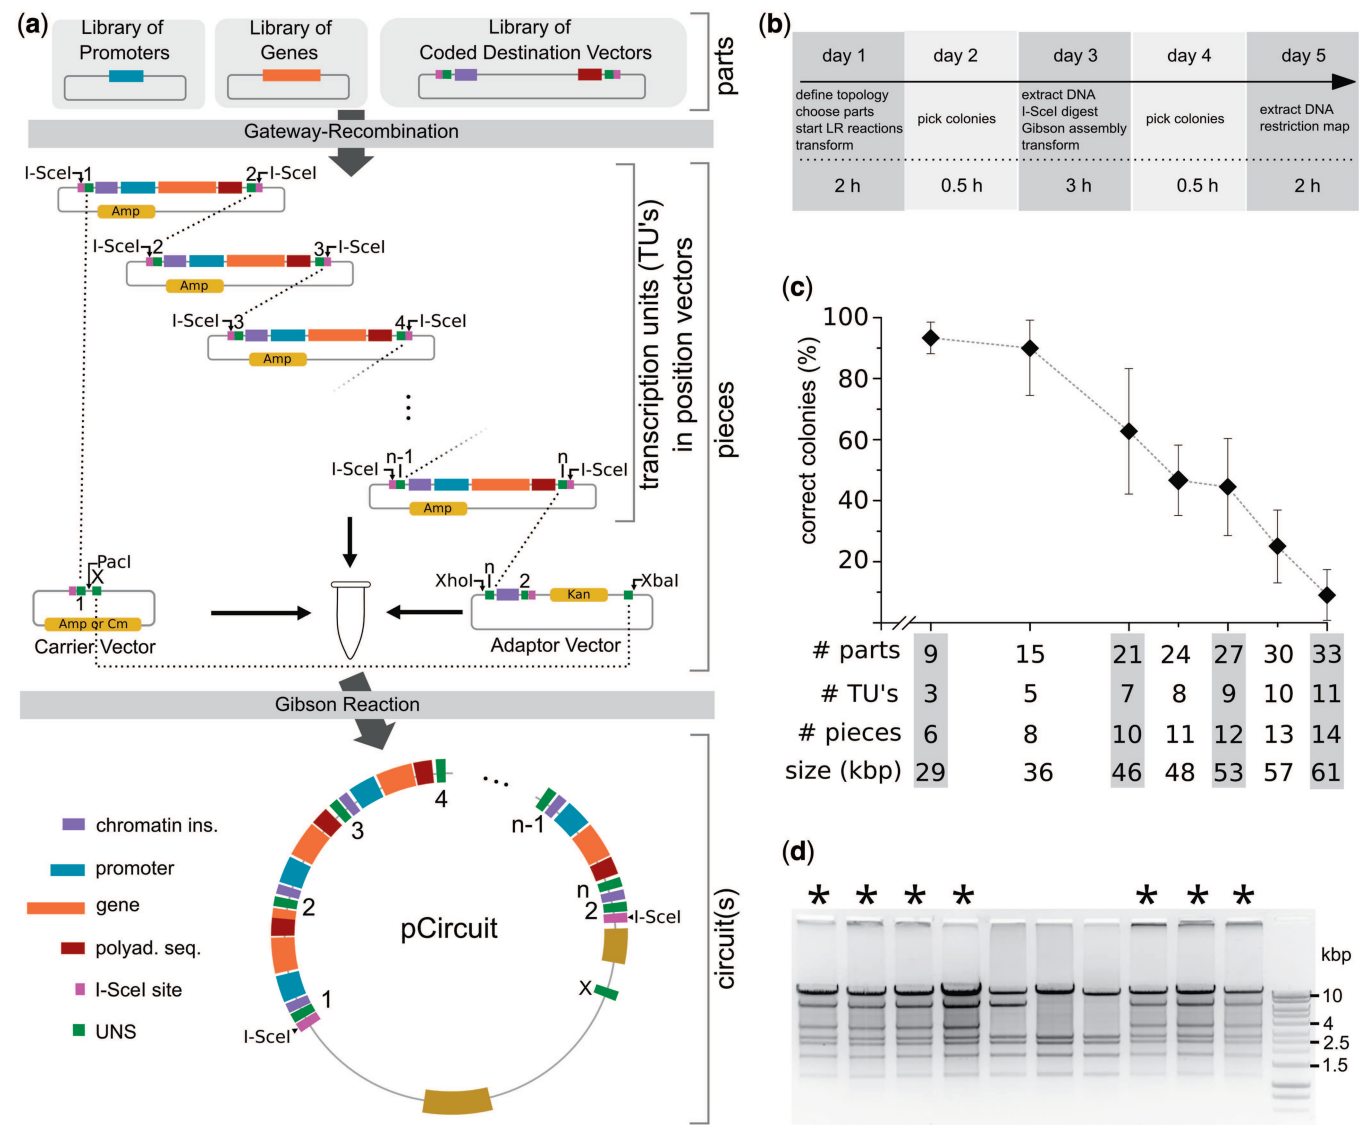 (a)
Library of
Promoters
Library of
Genes
Library of
Coded Destination Vectors
parts
Gateway-Recombination
I-SceI
1
2
I-SceI
Amp
I-SceI
2
3
I-SceI
Amp
I-SceI
3
4
I-SceI
Amp
n-1
n
I-SceI
I-SceI
Amp
transcription units (TU's)
in position vectors
pieces
PacI
X
1
Amp or Cm
Carrier Vector
XhoI
n
2
Kan
XbaI
Adaptor Vector
Gibson Reaction
chromatin ins.
promoter
gene
polyad. seq.
I-SceI site
UNS
4
3
2
1
I-SceI
n-1
n
2
I-SceI
X
pCircuit
circuit(s)
(b)
day 1
day 2
day 3
day 4
day 5
define topology
choose parts
start LR reactions
transform
pick colonies
extract DNA
I-SceI digest
Gibson assembly
transform
pick colonies
extract DNA
restriction map
2 h
0.5 h
3 h
0.5 h
2 h
(c)
correct colonies (%)
100
80
60
40
20
# parts 9 15 21 24 27 30 33
# TU's 3 5 7 8 9 10 11
# pieces 6 8 10 11 12 13 14
size (kbp) 29 36 46 48 53 57 61
(d)
* * * * * * *
kbp
10
4
2.5
1.5